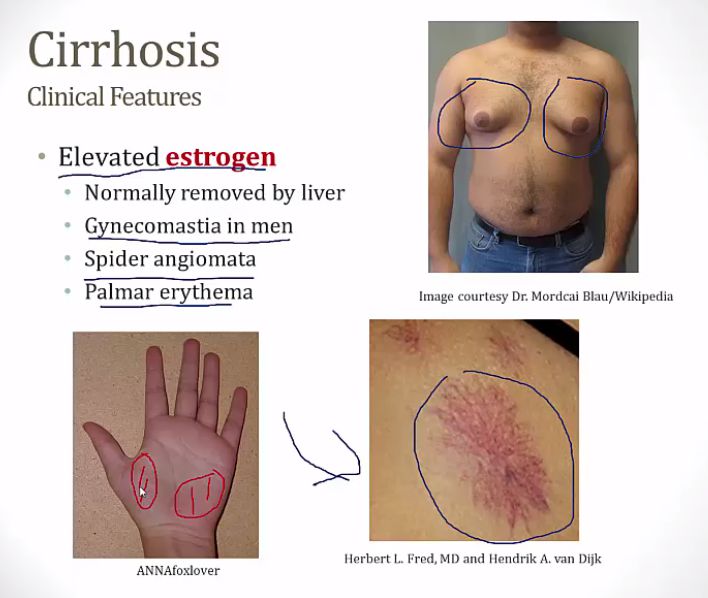 Cirrhosis
Clinical Features
Elevated estrogen
Normally removed by liver
Gynecomastia in men
Spider angiomata
Palmar erythema
Image courtesy Dr. Mordcai Blau/Wikipedia
ANNAfoxlover
Herbert L. Fred, MD and Hendrik A. van Dijk